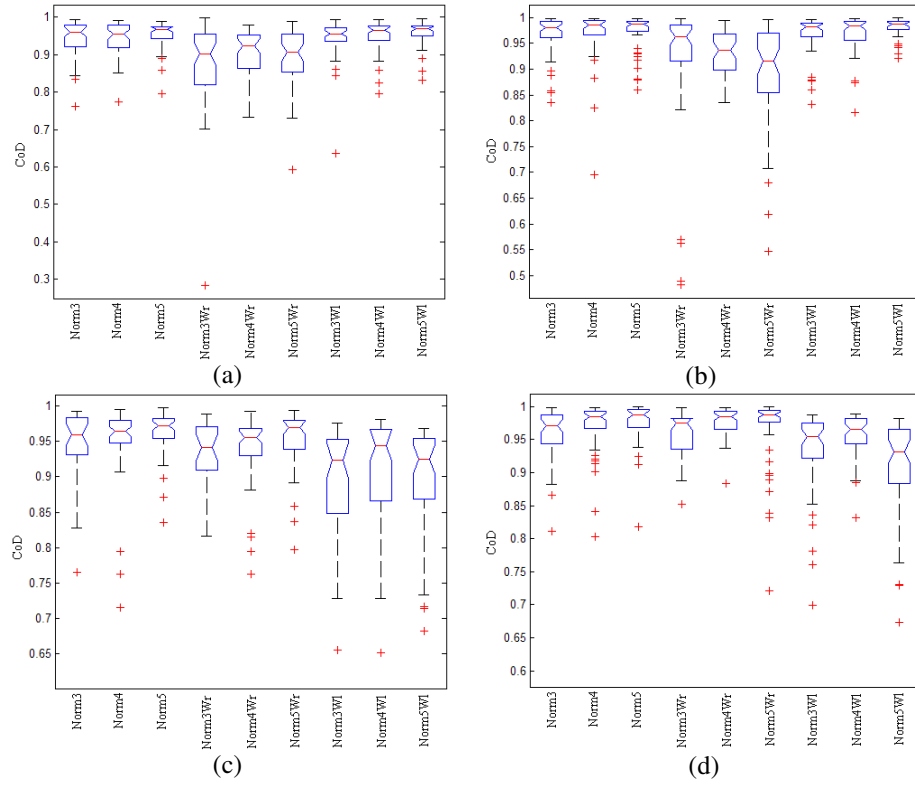 1
0.9
0.8
0.7
0.6
0.5
0.4
0.3
CoD
Norm3
Norm4
Norm5
Norm3Wr
Norm4Wr
Norm5Wr
Norm3Wl
Norm4Wl
Norm5Wl
(a)
1
0.95
0.9
0.85
0.8
0.75
0.7
0.65
0.6
0.55
0.5
CoD
Norm3
Norm4
Norm5
Norm3Wr
Norm4Wr
Norm5Wr
Norm3Wl
Norm4Wl
Norm5Wl
(b)
1
0.95
0.9
0.85
0.8
0.75
0.7
0.65
CoD
Norm3
Norm4
Norm5
Norm3Wr
Norm4Wr
Norm5Wr
Norm3Wl
Norm4Wl
Norm5Wl
(c)
1
0.95
0.9
0.85
0.8
0.75
0.7
0.65
0.6
CoD
Norm3
Norm4
Norm5
Norm3Wr
Norm4Wr
Norm5Wr
Norm3Wl
Norm4Wl
Norm5Wl
(d)